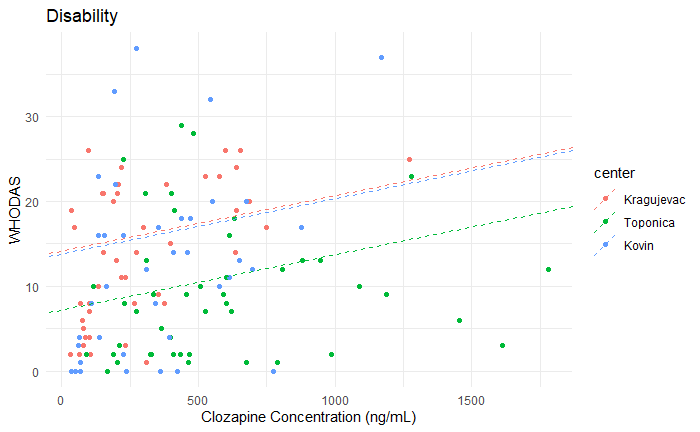 Disability
WHODAS
30
20
10
0
0 500 1000 1500
Clozapine Concentration (ng/mL)
center
Kragujevac
Toponica
Kovin